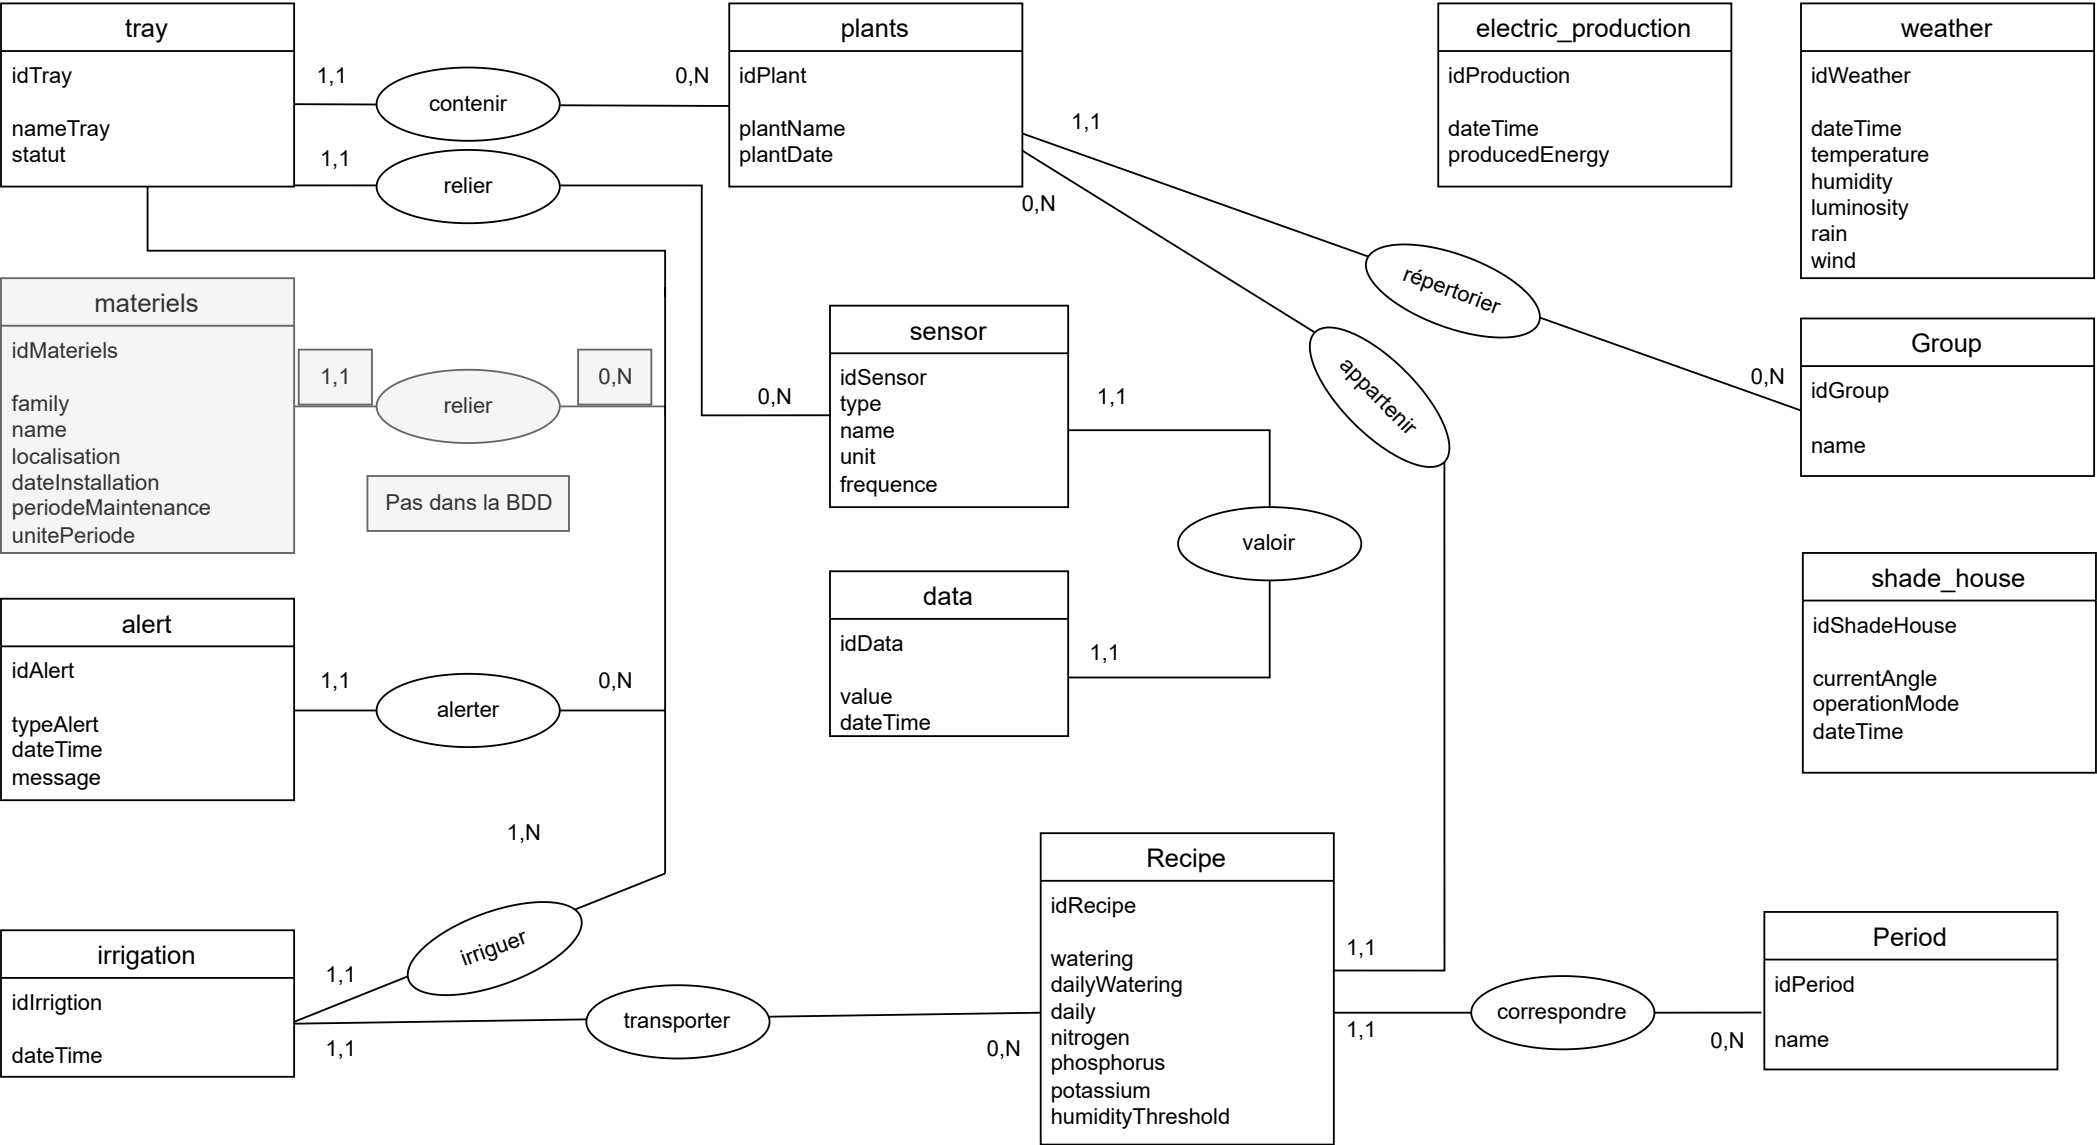 tray
idTray
nameTray
statut
1,1
contenir
0,N
1,1
relier
plants
idPlant
plantName
plantDate
1,1
0,N
electric_production
idProduction
dateTime
producedEnergy
weather
idWeather
dateTime
temperature
humidity
luminosity
rain
wind
répertorier
0,N
Group
idGroup
name
appartenir
materiels
idMateriels
family
name
localisation
dateInstallation
periodeMaintenance
unitePeriode
1,1
relier
0,N
Pas dans la BDD
0,N
sensor
idSensor
type
name
unit
frequence
1,1
valoir
data
idData
value
dateTime
1,1
shade_house
idShadeHouse
currentAngle
operationMode
dateTime
alert
idAlert
typeAlert
dateTime
message
1,1
alerter
0,N
1,N
irriguer
irrigation
idIrrigtion
dateTime
1,1
1,1
transporter
0,N
Recipe
idRecipe
watering
dailyWatering
daily
nitrogen
phosphorus
potassium
humidityThreshold
1,1
1,1
correspondre
0,N
Period
idPeriod
name